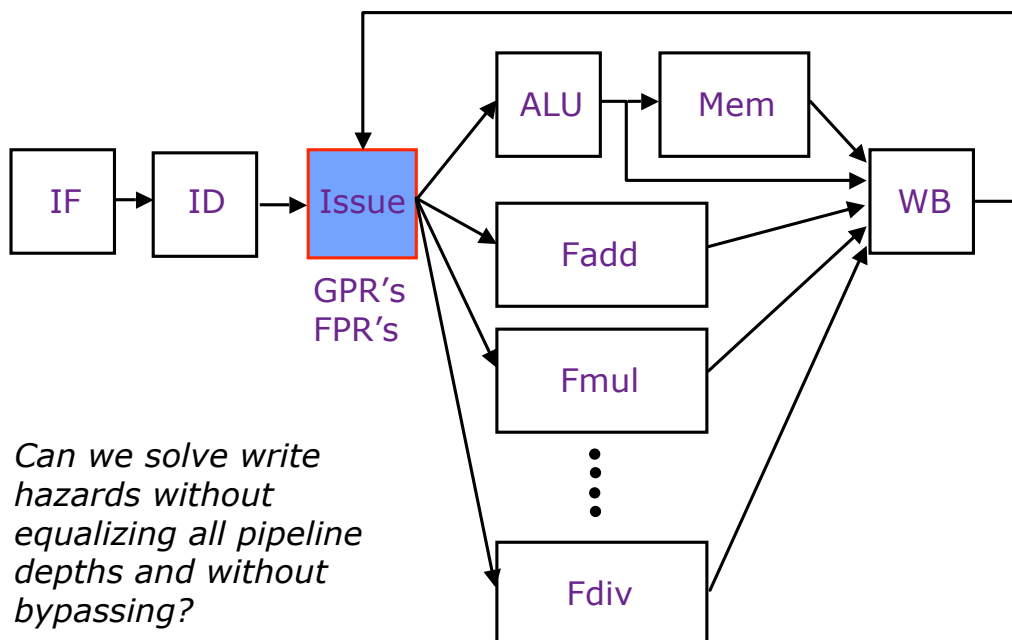 ALU
Mem
IF
ID
Issue
WB
GPR's
FPR's
Fadd
Fmul
Can we solve write
hazards without
equalizing all pipeline
depths and without
bypassing?
Fdiv